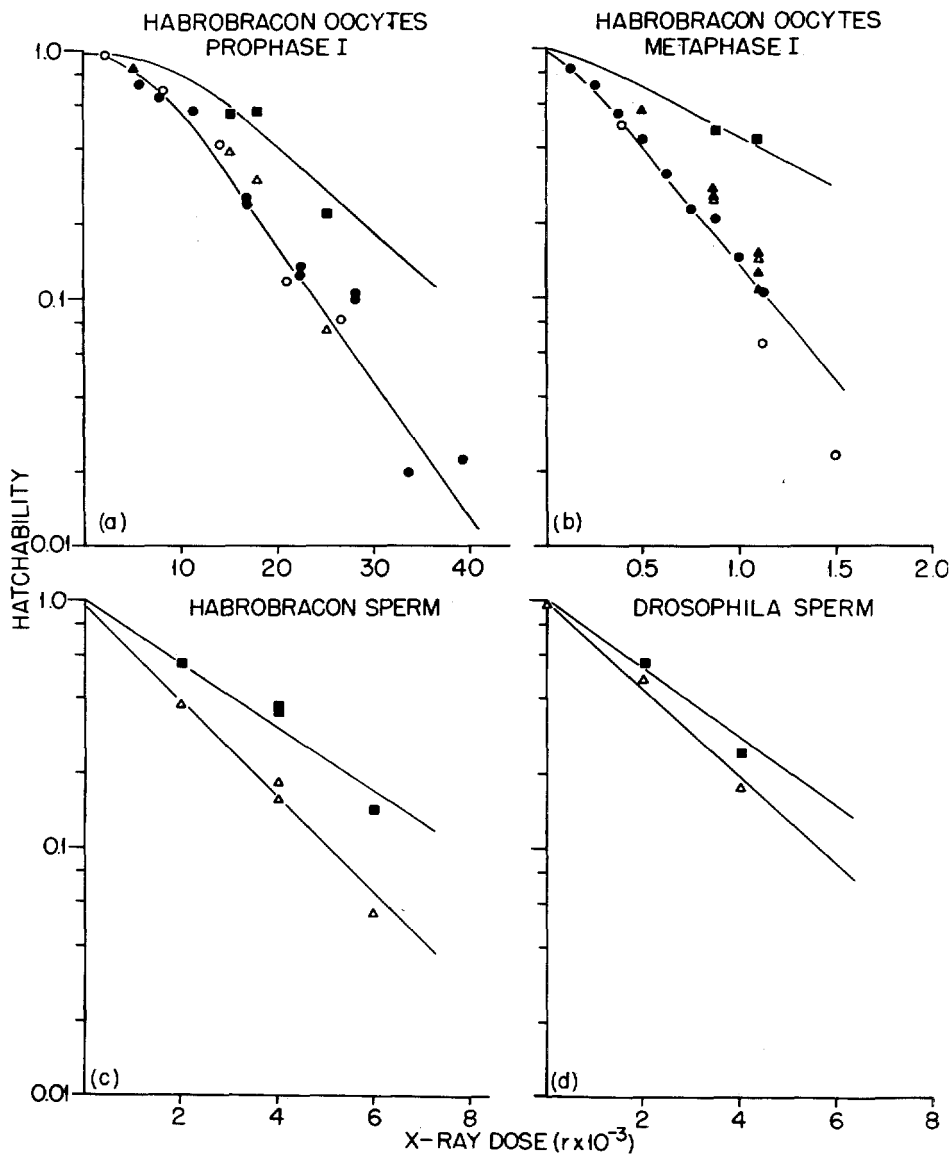 HABROBRACON OOCYTES
PROPHASE I
HABROBRACON OOCYTES
METAPHASE I
1.0
0.1
0.01
(a)
10
20
30
40
(b)
0.5
1.0
1.5
2.0
HATCHABILITY
HABROBRACON SPERM
DROSOPHILA SPERM
1.0
0.1
0.01
(c)
2
4
6
8
(d)
2
4
6
8
X-RAY DOSE (r x 10⁻³)